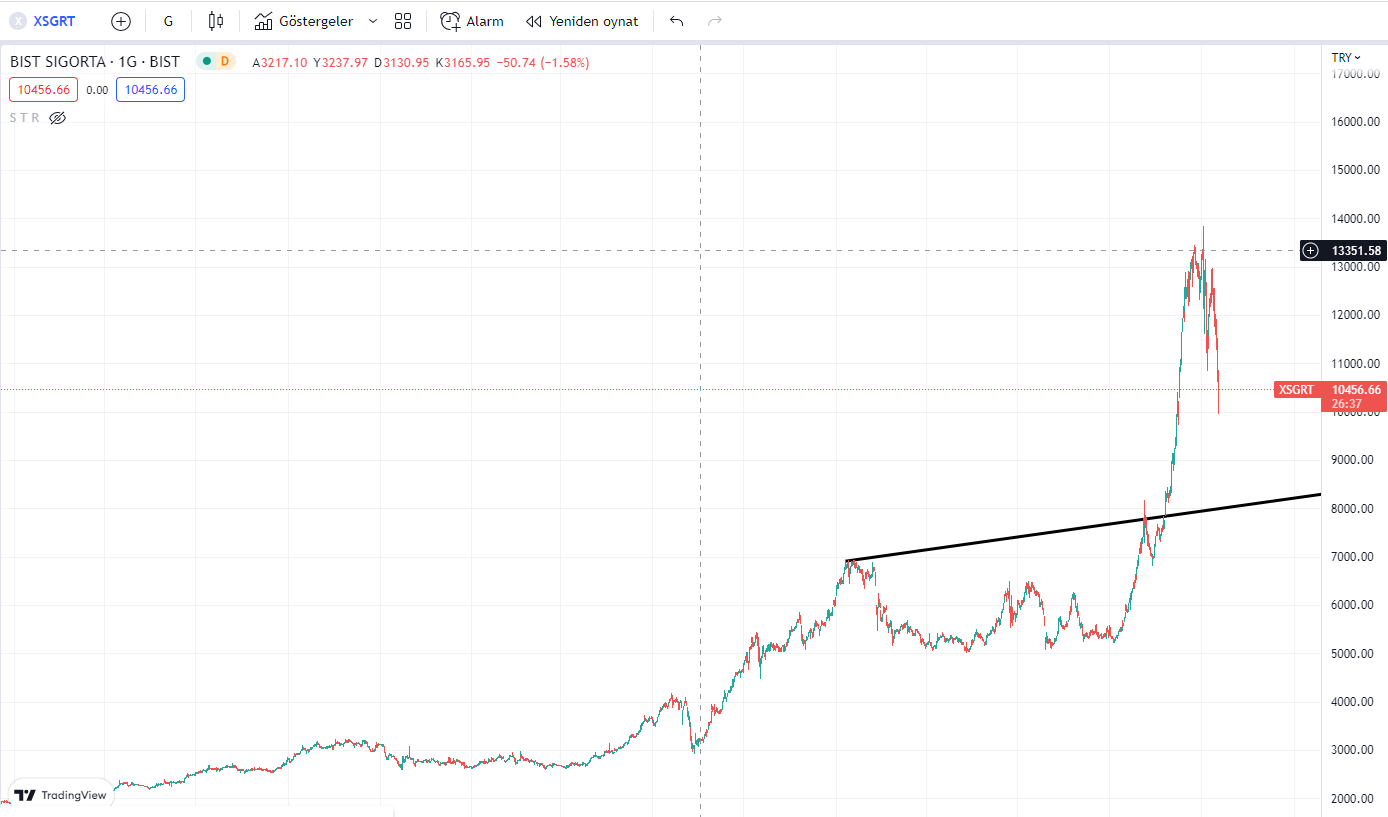 X XSGRT G Göstergeler Alarm Yeniden oynat
BIST SIGORTA · 1G · BIST D A3217.10 Y3237.97 D3130.95 K3165.95 −50.74 (−1.58%)
TRY
10456.66 0.00 10456.66
S T R
17000.00
16000.00
15000.00
14000.00
13351.58
13000.00
12000.00
11000.00
XSGRT 10456.66
26:37
10000.00
9000.00
8000.00
7000.00
6000.00
5000.00
4000.00
3000.00
2000.00
TradingView